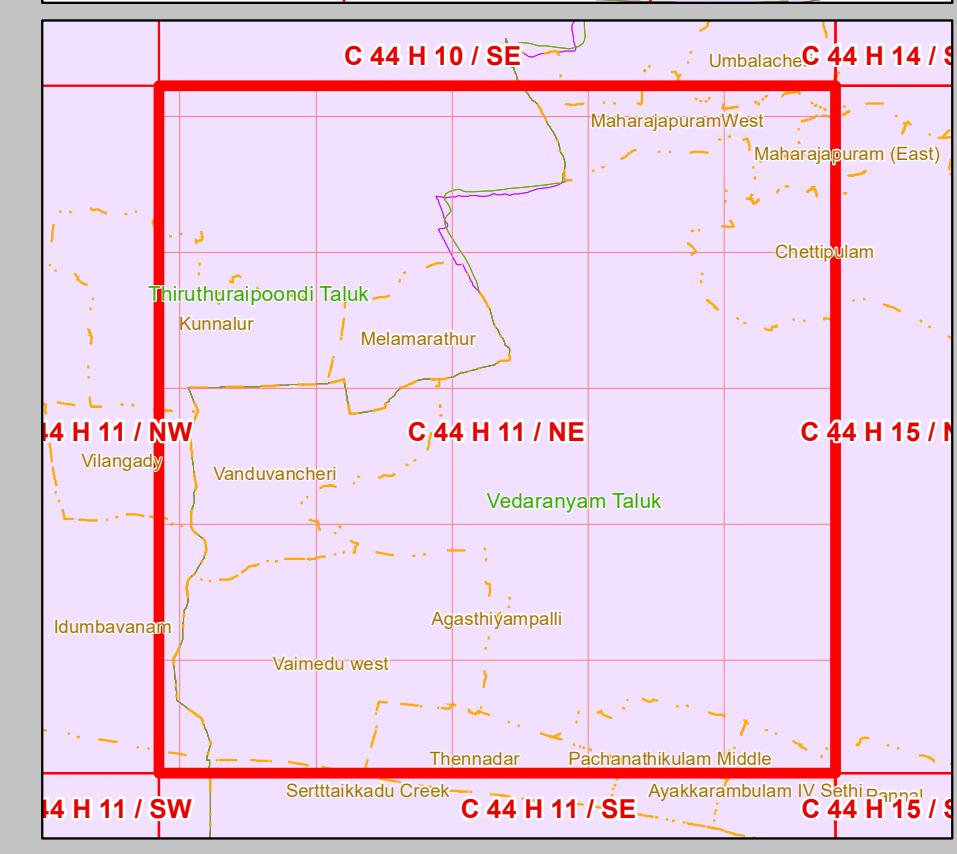 C 44 H 10 / SE
Umbalache
C 44 H 14 / S
MaharajapuramWest
Maharajapuram (East)
Chettipulam
Thiruthuraipoondi Taluk
Kunnalur
Melamarathur
44 H 11 / NW
C 44 H 11 / NE
C 44 H 15 / N
Vilangady
Vanduvancheri
Vedaranyam Taluk
Agasthiyampalli
Idumbavanam
Vaimedu west
Thennadar
Pachanathikulam Middle
Sertttaikkadu Creek
Ayakkarambulam IV Sethi
44 H 11 / SW
C 44 H 11 / SE
C 44 H 15 / S